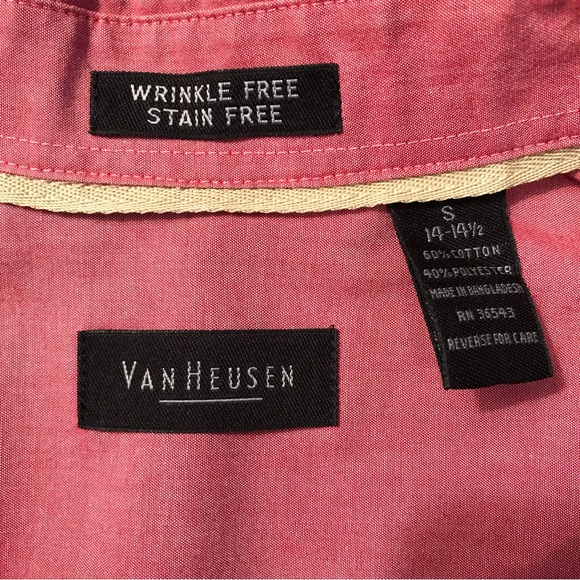 WRINKLE FREE
STAIN FREE
S
14-14½
60% COTTON
40% POLYESTER
MADE IN BANGLADESH
RN 36543
REVERSE FOR CARE
VAN HEUSEN